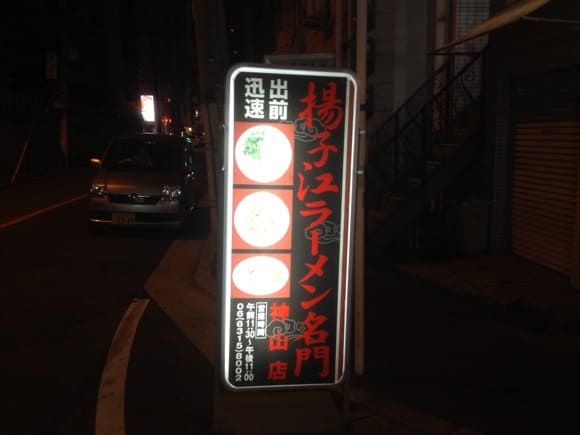 揚子江ラーメン名門
神山店
出前
迅速
営業時間
午前11:30～午後11:00
06(6315)8002